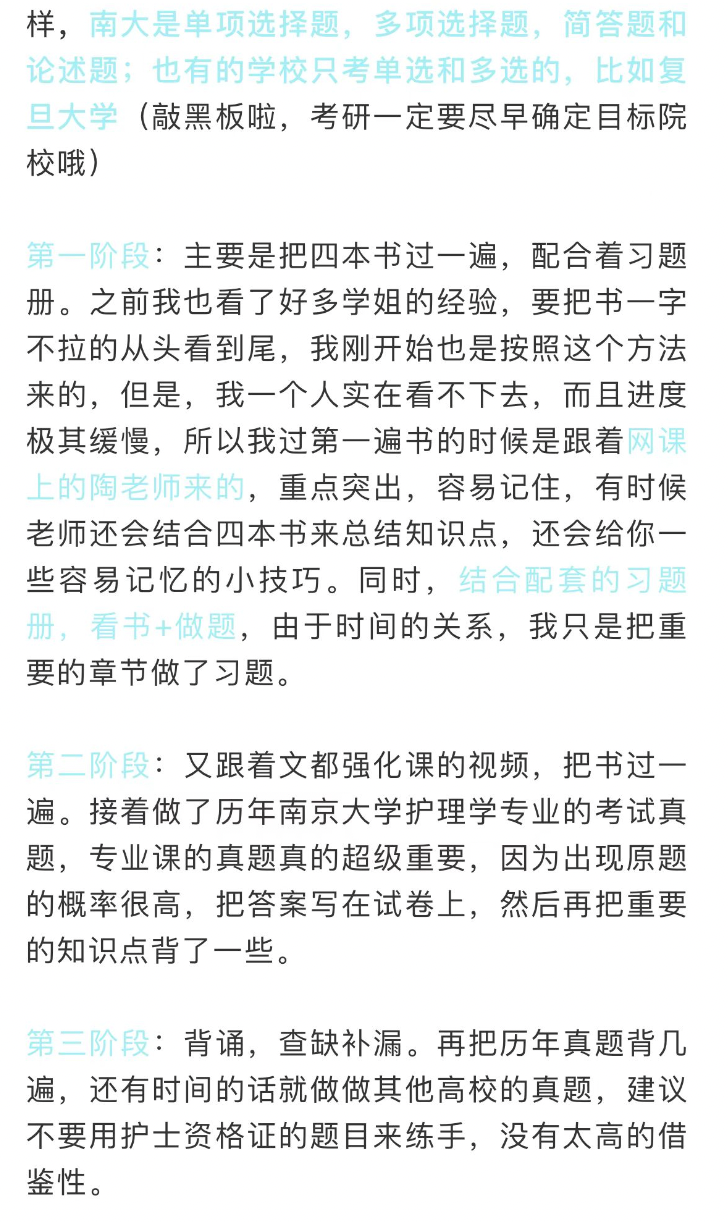 样，南大是单项选择题，多项选择题，简答题和
论述题；也有的学校只考单选和多选的，比如复
旦大学（敲黑板啦，考研一定要尽早确定目标院
校哦）
第一阶段：主要是把四本书过一遍，配合着习题
册。之前我也看了好多学姐的经验，要把书一字
不拉的从头看到尾，我刚开始也是按照这个方法
来的，但是，我一个人实在看不下去，而且进度
极其缓慢，所以我过第一遍书的时候是跟着网课
上的陶老师来的，重点突出，容易记住，有时候
老师还会结合四本书来总结知识点，还会给你一
些容易记忆的小技巧。同时，结合配套的习题
册，看书+做题，由于时间的关系，我只是把重
要的章节做了习题。
第二阶段：又跟着文都强化课的视频，把书过一
遍。接着做了历年南京大学护理学专业的考试真
题，专业课的真题真的超级重要，因为出现原题
的概率很高，把答案写在试卷上，然后再把重要
的知识点背了一些。
第三阶段：背诵，查缺补漏。再把历年真题背几
遍，还有时间的话就做做其他高校的真题，建议
不要用护士资格证的题目来练手，没有太高的借
鉴性。